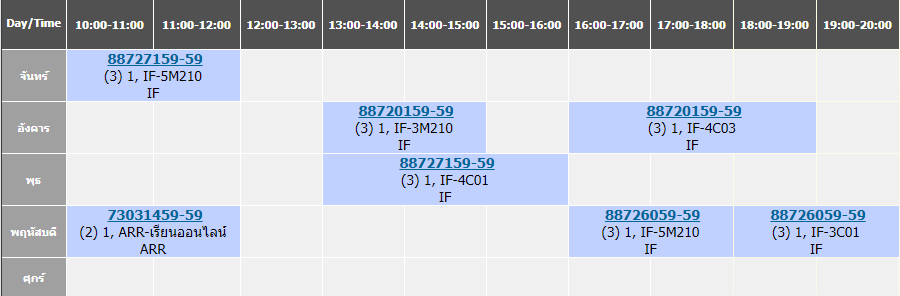 Day/Time 10:00-11:00 11:00-12:00 12:00-13:00 13:00-14:00 14:00-15:00 15:00-16:00 16:00-17:00 17:00-18:00 18:00-19:00 19:00-20:00
จันทร์
88727159-59
(3) 1, IF-5M210
IF
อังคาร
88720159-59
(3) 1, IF-3M210
IF
88720159-59
(3) 1, IF-4C03
IF
พุธ
88727159-59
(3) 1, IF-4C01
IF
พฤหัสบดี
73031459-59
(2) 1, ARR-เรียนออนไลน์
ARR
88726059-59
(3) 1, IF-5M210
IF
88726059-59
(3) 1, IF-3C01
IF
ศุกร์